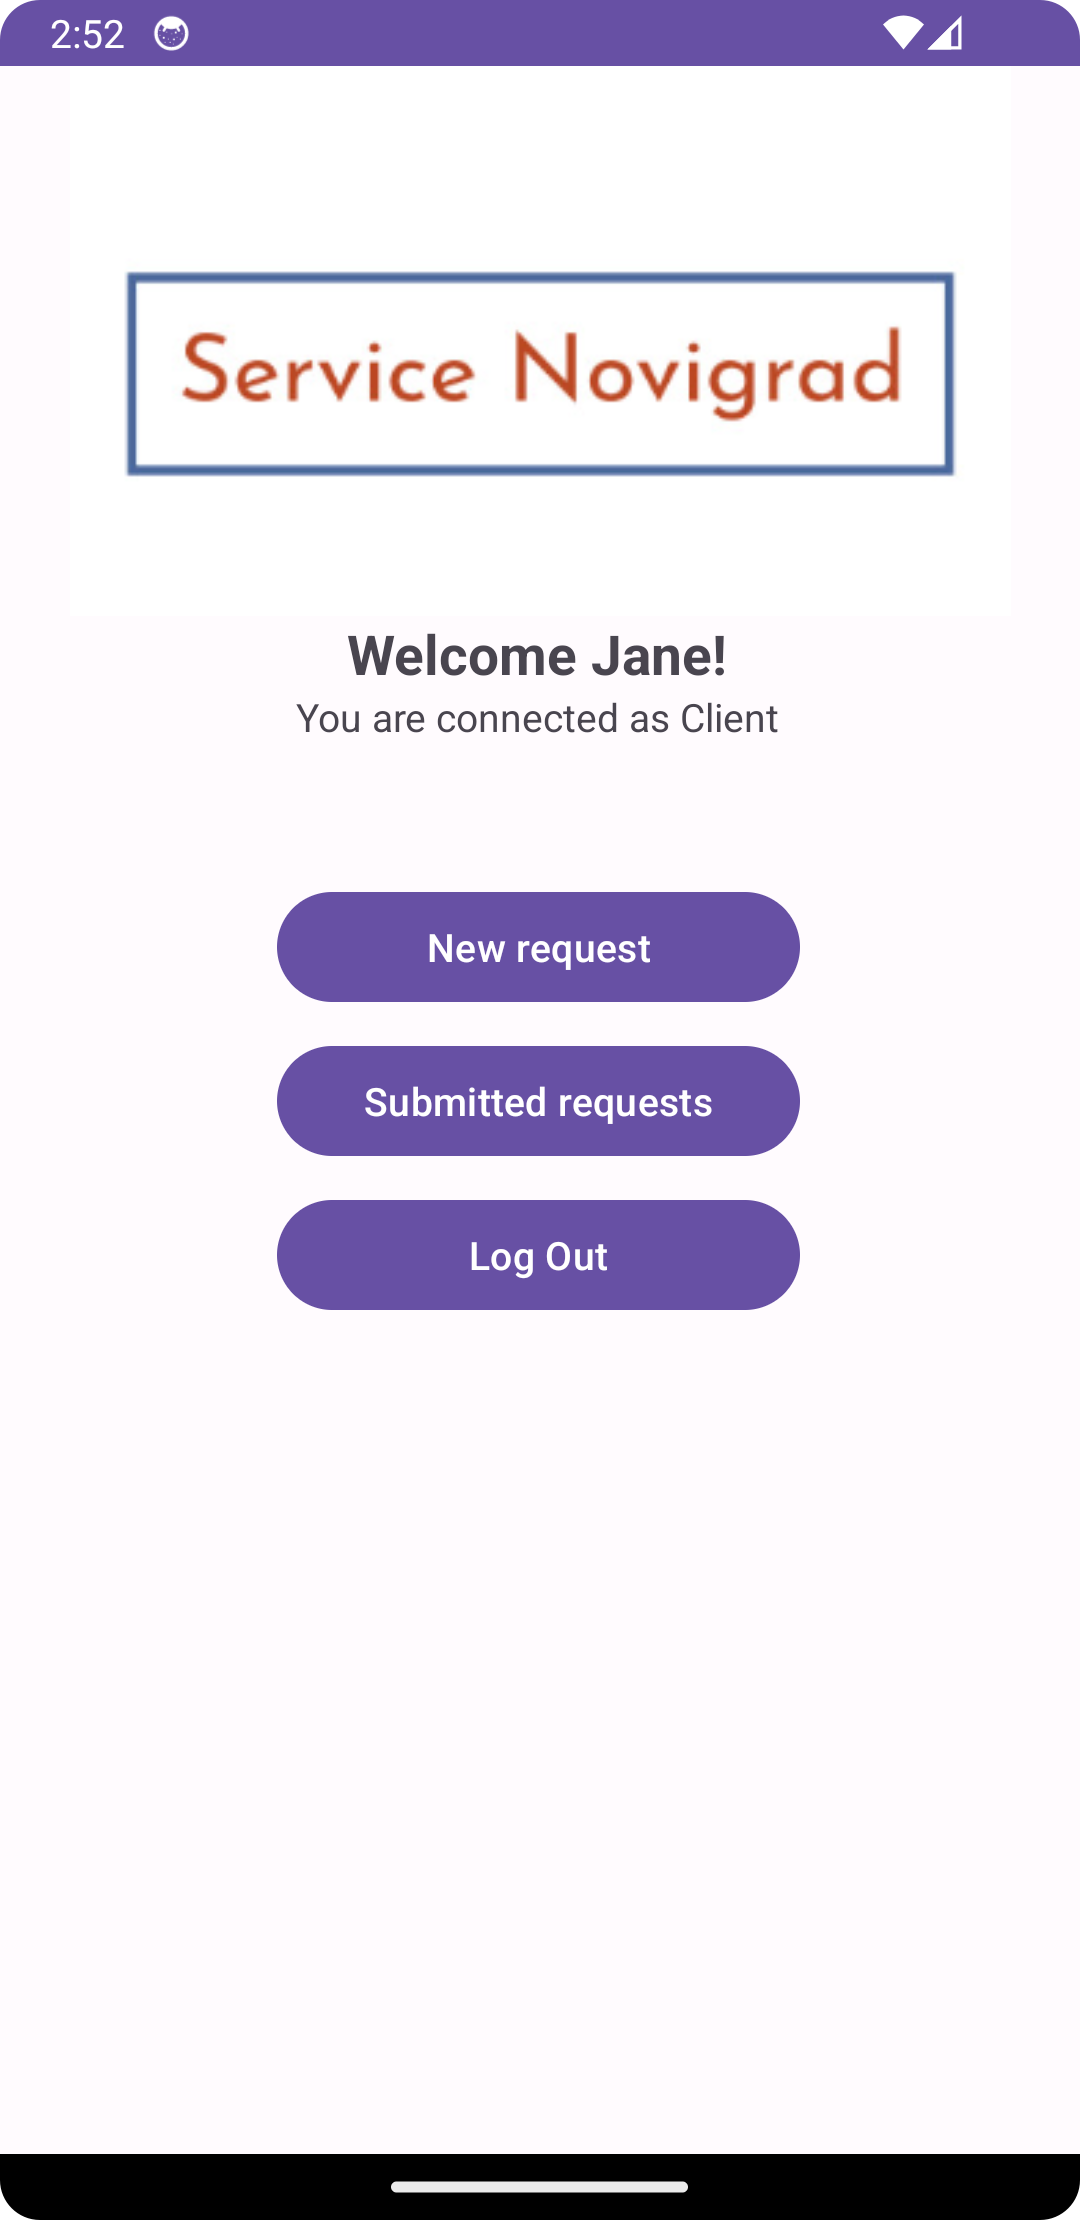 2:52
Service Novigrad
Welcome Jane!
You are connected as Client
New request
Submitted requests
Log Out